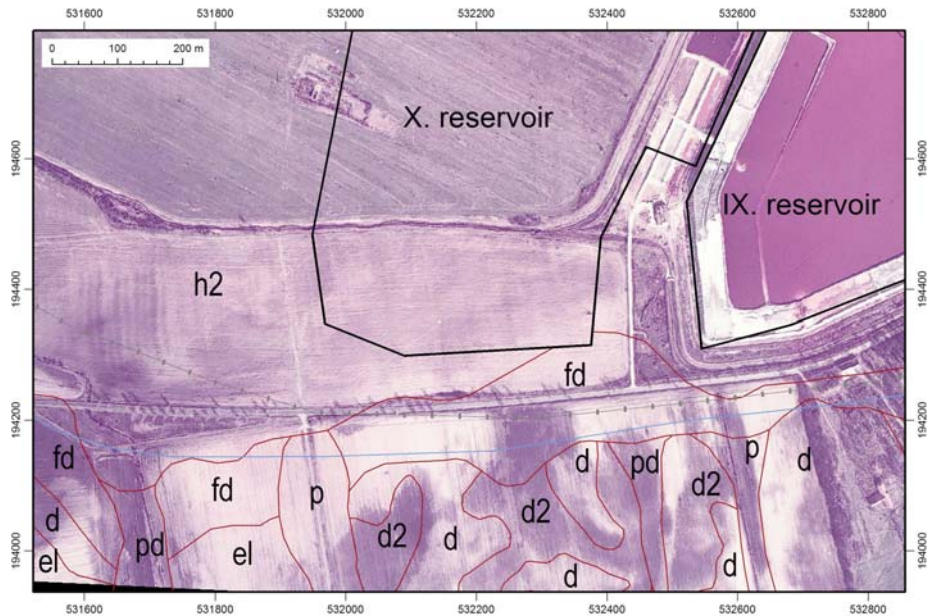 531600 531800 532000 532200 532400 532600 532800
0 100 200 m
X. reservoir
194600 194600
IX. reservoir
h2
194400 194400
fd
194200 194200
fd d p d
fd pd d2
p
d d2
d2 d
pd el d
el d
194000 194000
531600 531800 532000 532200 532400 532600 532800